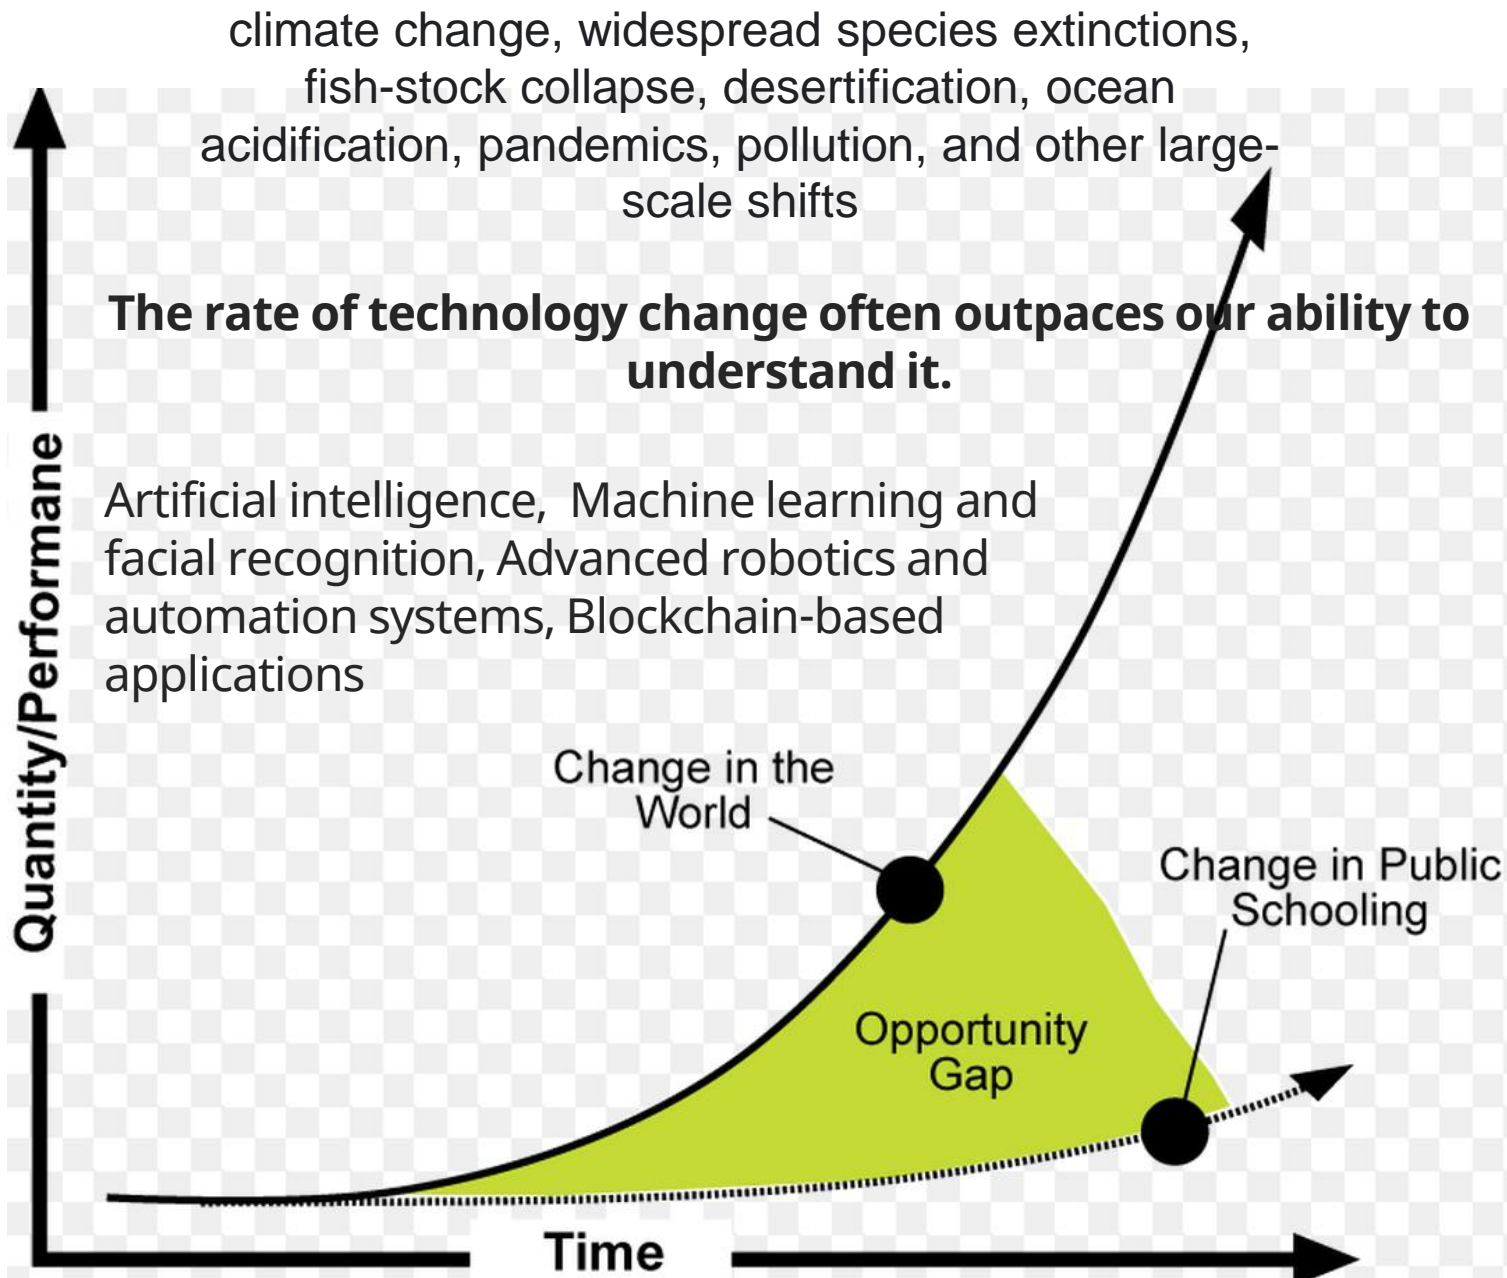 climate change, widespread species extinctions,
fish-stock collapse, desertification, ocean
acidification, pandemics, pollution, and other large-
scale shifts
The rate of technology change often outpaces our ability to
understand it.
Quantity/Performane
Artificial intelligence,  Machine learning and
facial recognition, Advanced robotics and
automation systems, Blockchain-based
applications
Change in the
World
Change in Public
Schooling
Opportunity
Gap
Time